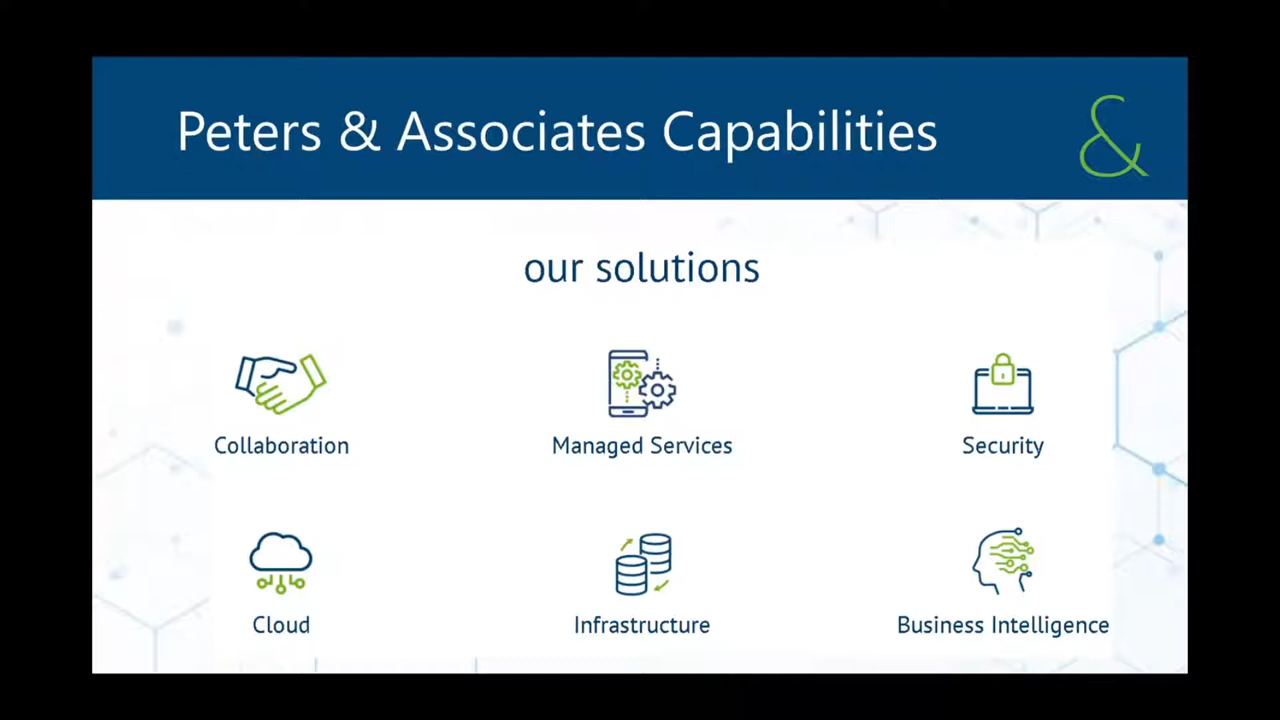 Peters & Associates Capabilities
&
our solutions
Collaboration
Managed Services
Security
Cloud
Infrastructure
Business Intelligence